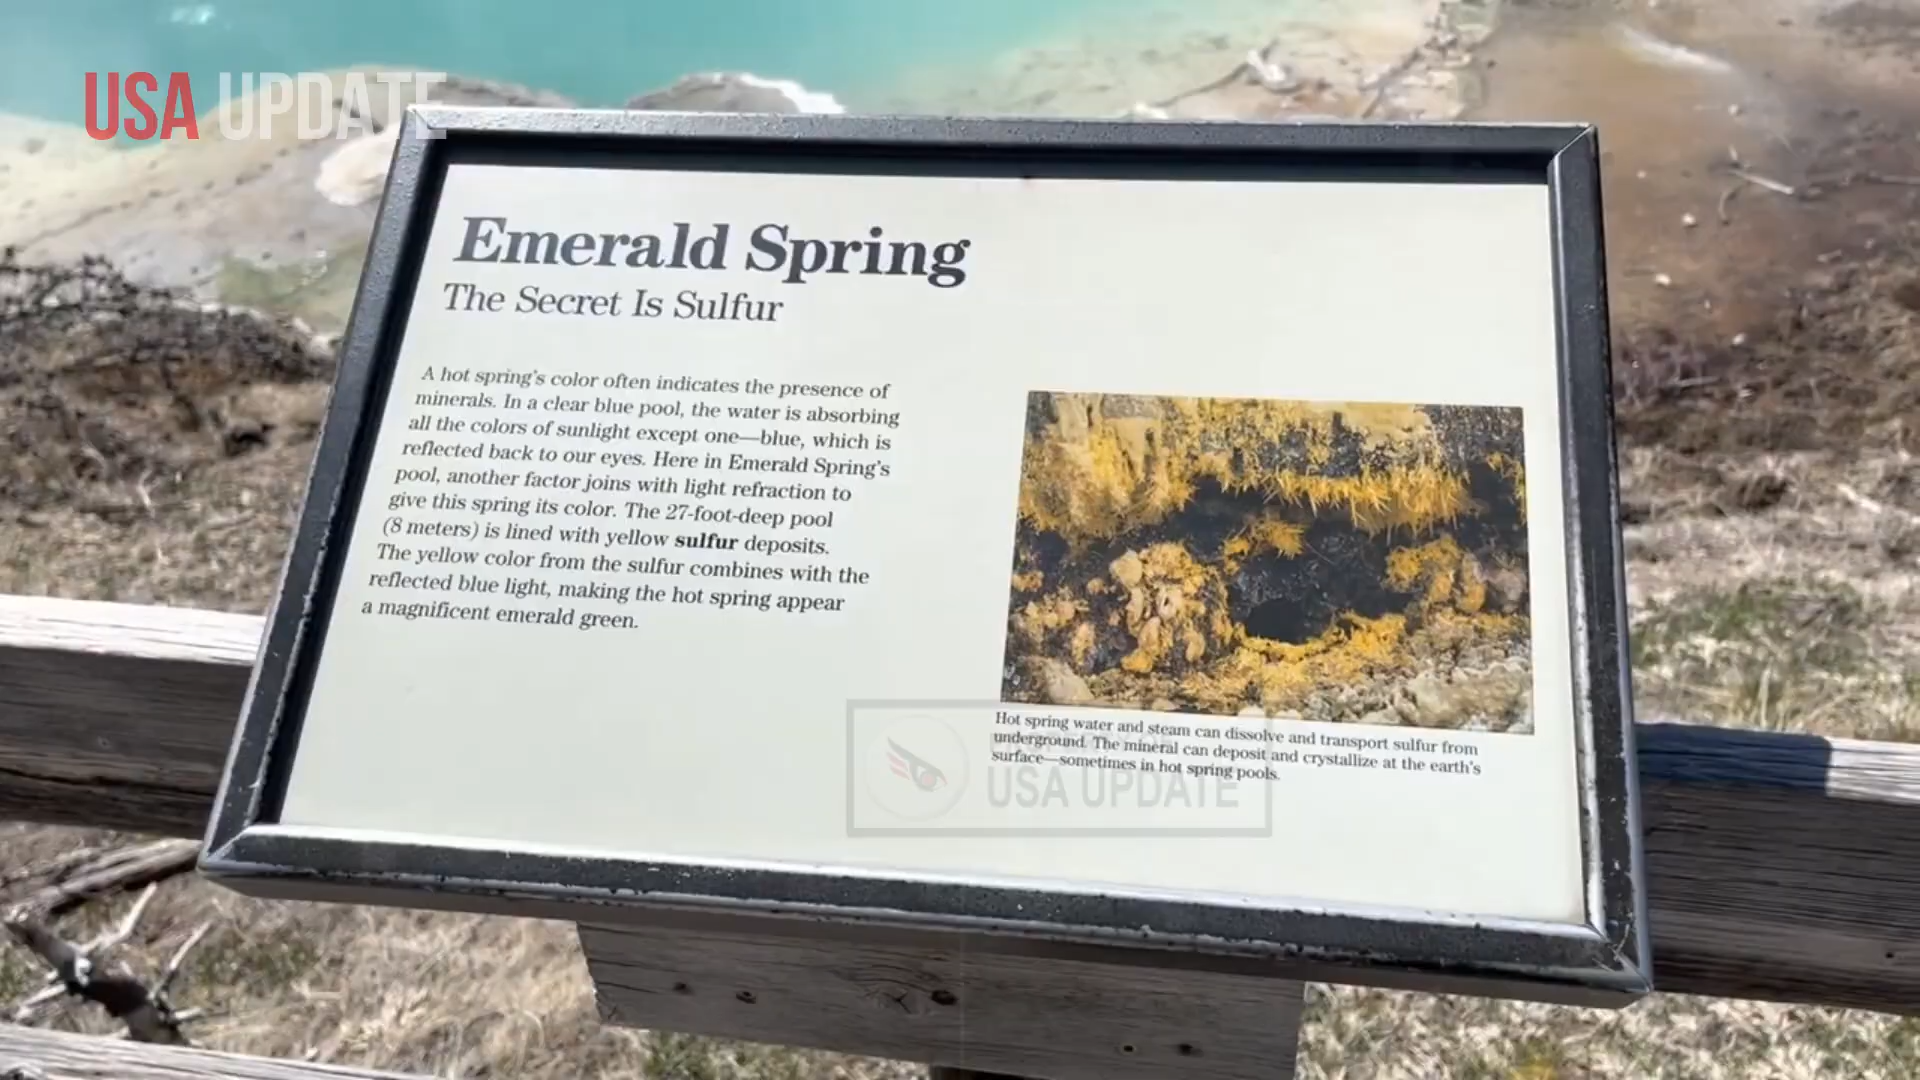 USA UPDATE
Emerald Spring
The Secret Is Sulfur
A hot spring's color often indicates the presence of
minerals. In a clear blue pool, the water is absorbing
all the colors of sunlight except one—blue, which is
reflected back to our eyes. Here in Emerald Spring's
pool, another factor joins with light refraction to
give this spring its color. The 27-foot-deep pool
(8 meters) is lined with yellow sulfur deposits.
The yellow color from the sulfur combines with the
reflected blue light, making the hot spring appear
a magnificent emerald green.
Hot spring water and steam can dissolve and transport sulfur from
underground. The mineral can deposit and crystallize at the earth's
surface—sometimes in hot spring pools.
USA UPDATE